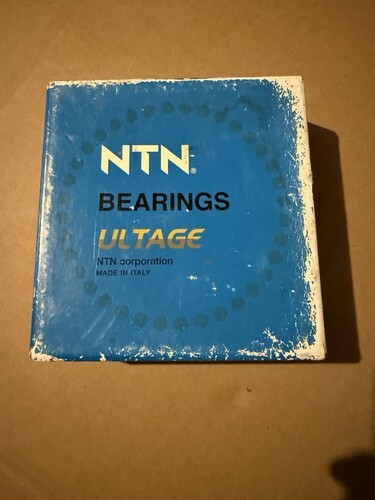 NTN®
BEARINGS
ULTAGE
NTN corporation
MADE IN ITALY